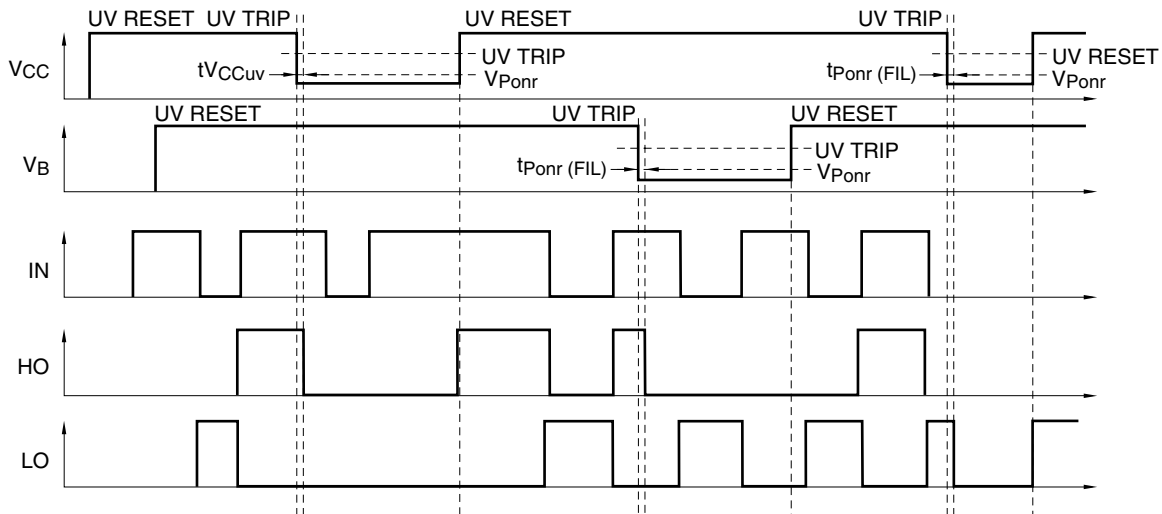 UV RESET UV TRIP UV RESET UV TRIP
VCC
tVCCuv
UV TRIP
VPonr
tPonr (FIL)
UV RESET
VPonr
UV RESET UV TRIP UV RESET
VB
tPonr (FIL)
UV TRIP
VPonr
IN
HO
LO